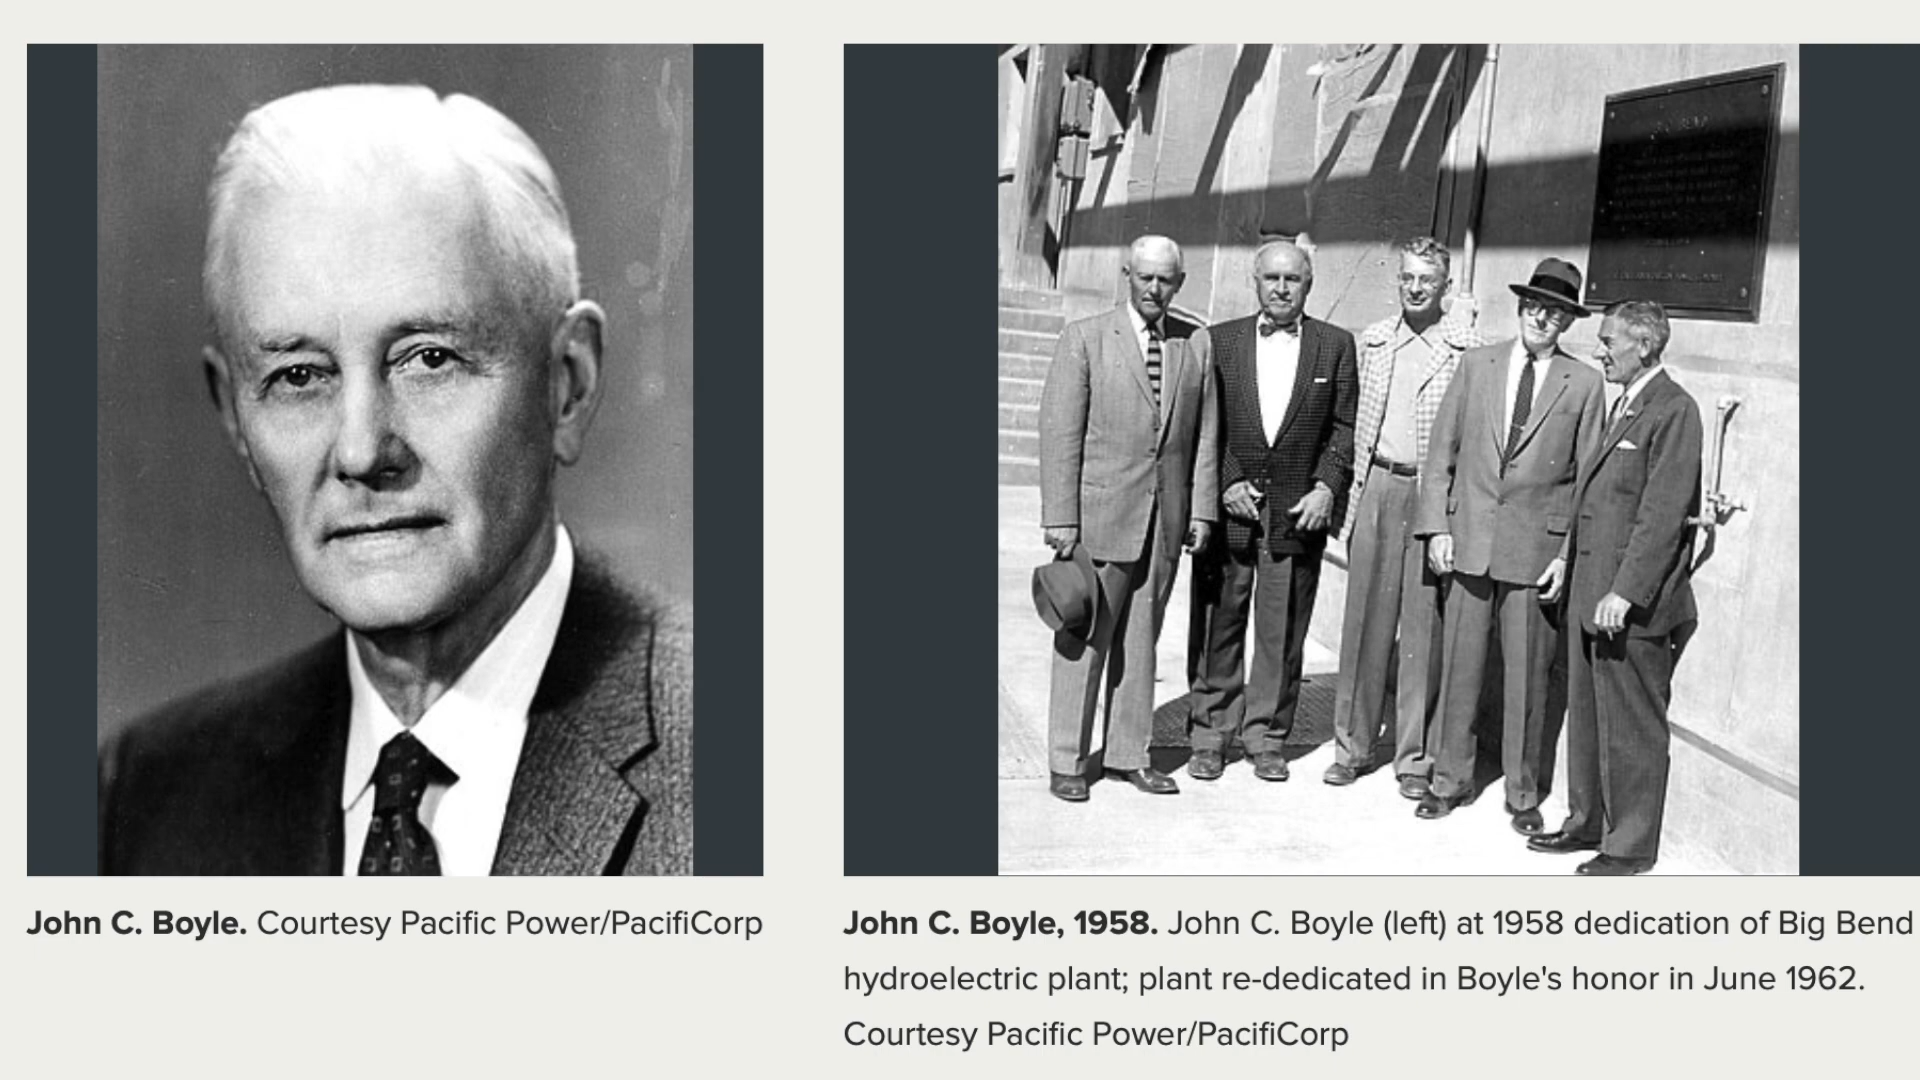 John C. Boyle. Courtesy Pacific Power/PacifiCorp
John C. Boyle, 1958. John C. Boyle (left) at 1958 dedication of Big Bend
hydroelectric plant; plant re-dedicated in Boyle's honor in June 1962.
Courtesy Pacific Power/PacifiCorp